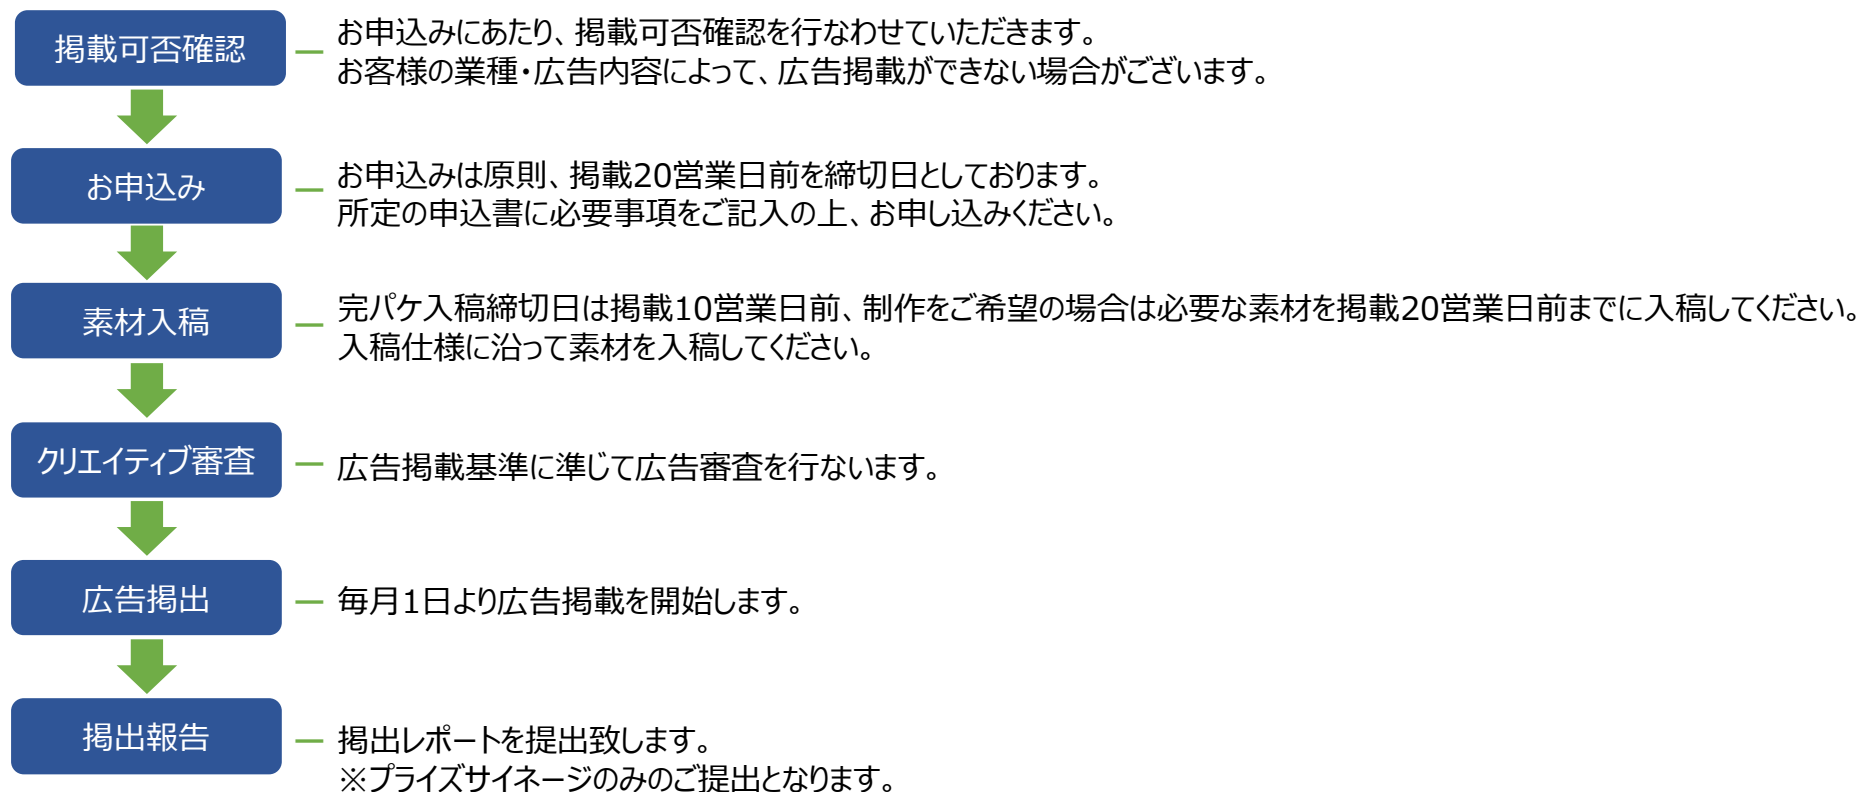 掲載可否確認
お申込みにあたり、掲載可否確認を行なわせていただきます。
お客様の業種・広告内容によって、広告掲載ができない場合がございます。
お申込み
お申込みは原則、掲載20営業日前を締切日としております。
所定の申込書に必要事項をご記入の上、お申し込みください。
素材入稿
完パケ入稿締切日は掲載10営業日前、制作をご希望の場合は必要な素材を掲載20営業日前までに入稿してください。
入稿仕様に沿って素材を入稿してください。
クリエイティブ審査
広告掲載基準に準じて広告審査を行ないます。
広告掲出
毎月1日より広告掲載を開始します。
掲出報告
掲出レポートを提出致します。
※プライズサイネージのみのご提出となります。